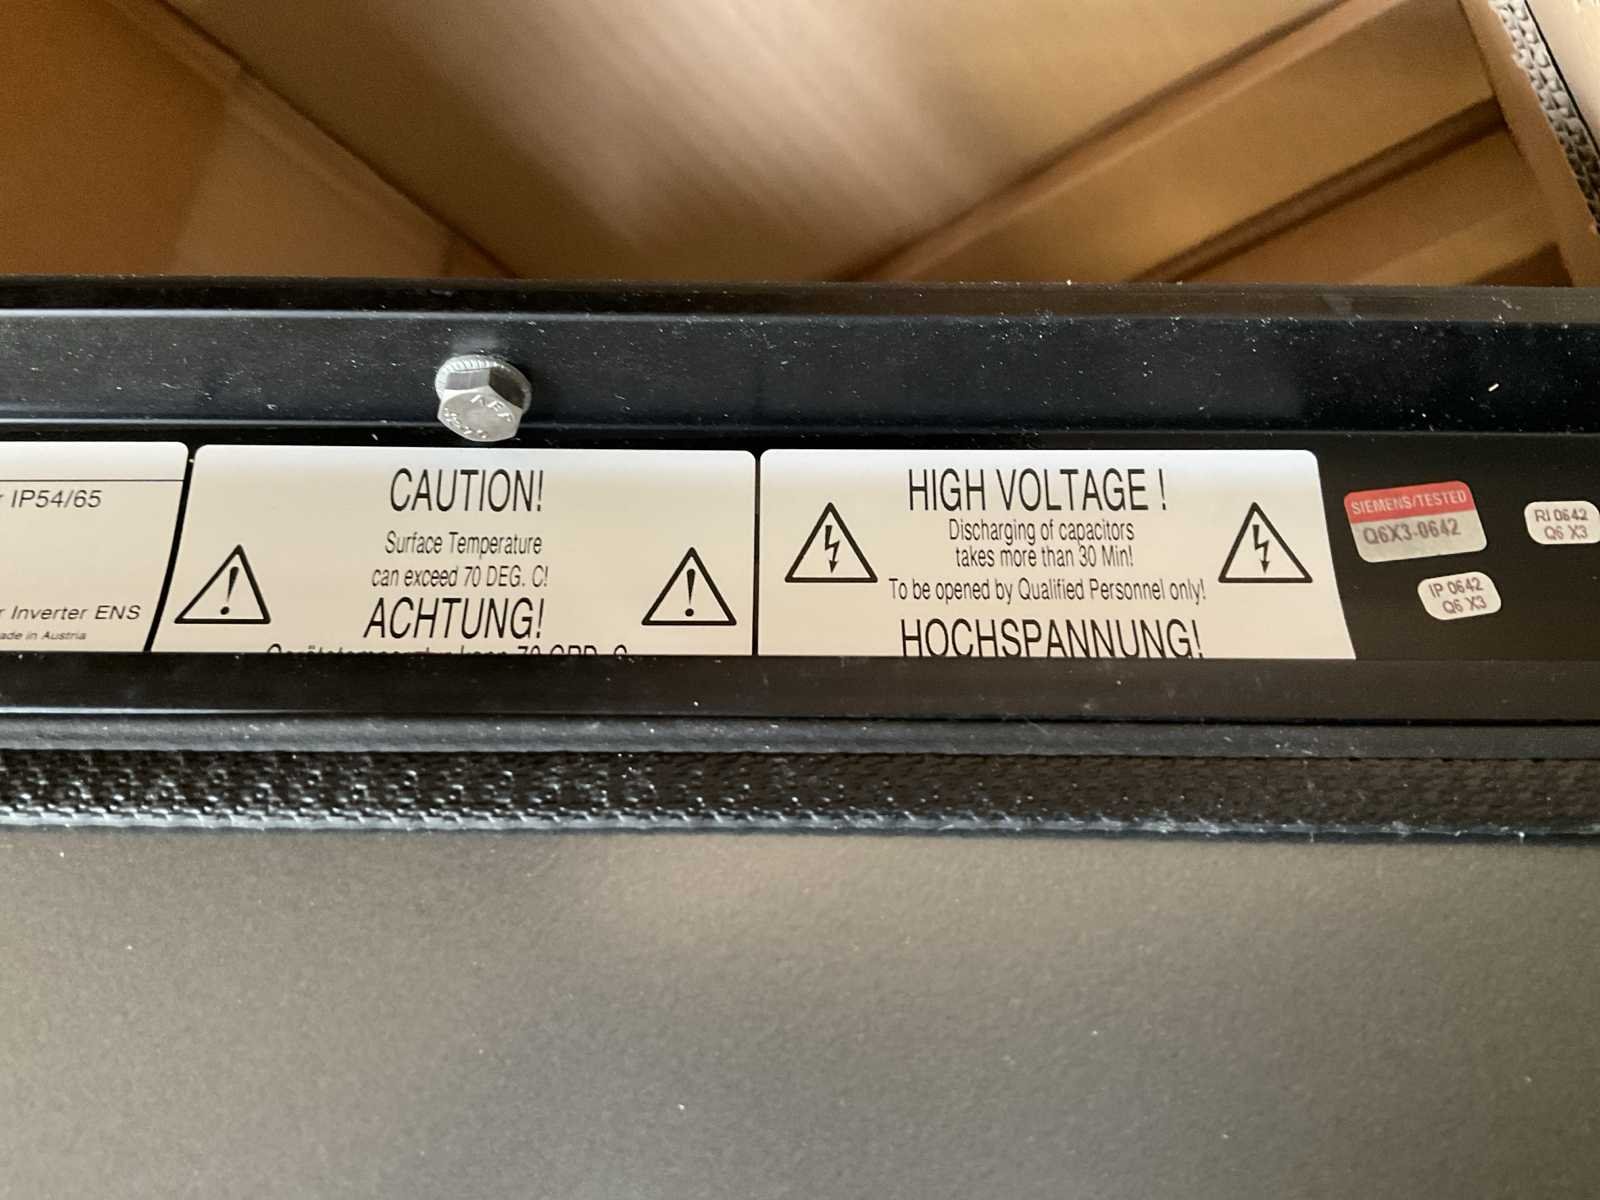 IP54/65
Inverter ENS
ade in Austria
CAUTION!
Surface Temperature
can exceed 70 DEG. C!
ACHTUNG!
HIGH VOLTAGE !
Discharging of capacitors
takes more than 30 Min!
To be opened by Qualified Personnel only!
HOCHSPANNUNG!
SIEMENS/TESTED
Q6X3-0642
RI 0642
Q6 X3
IP 0642
Q6 X3